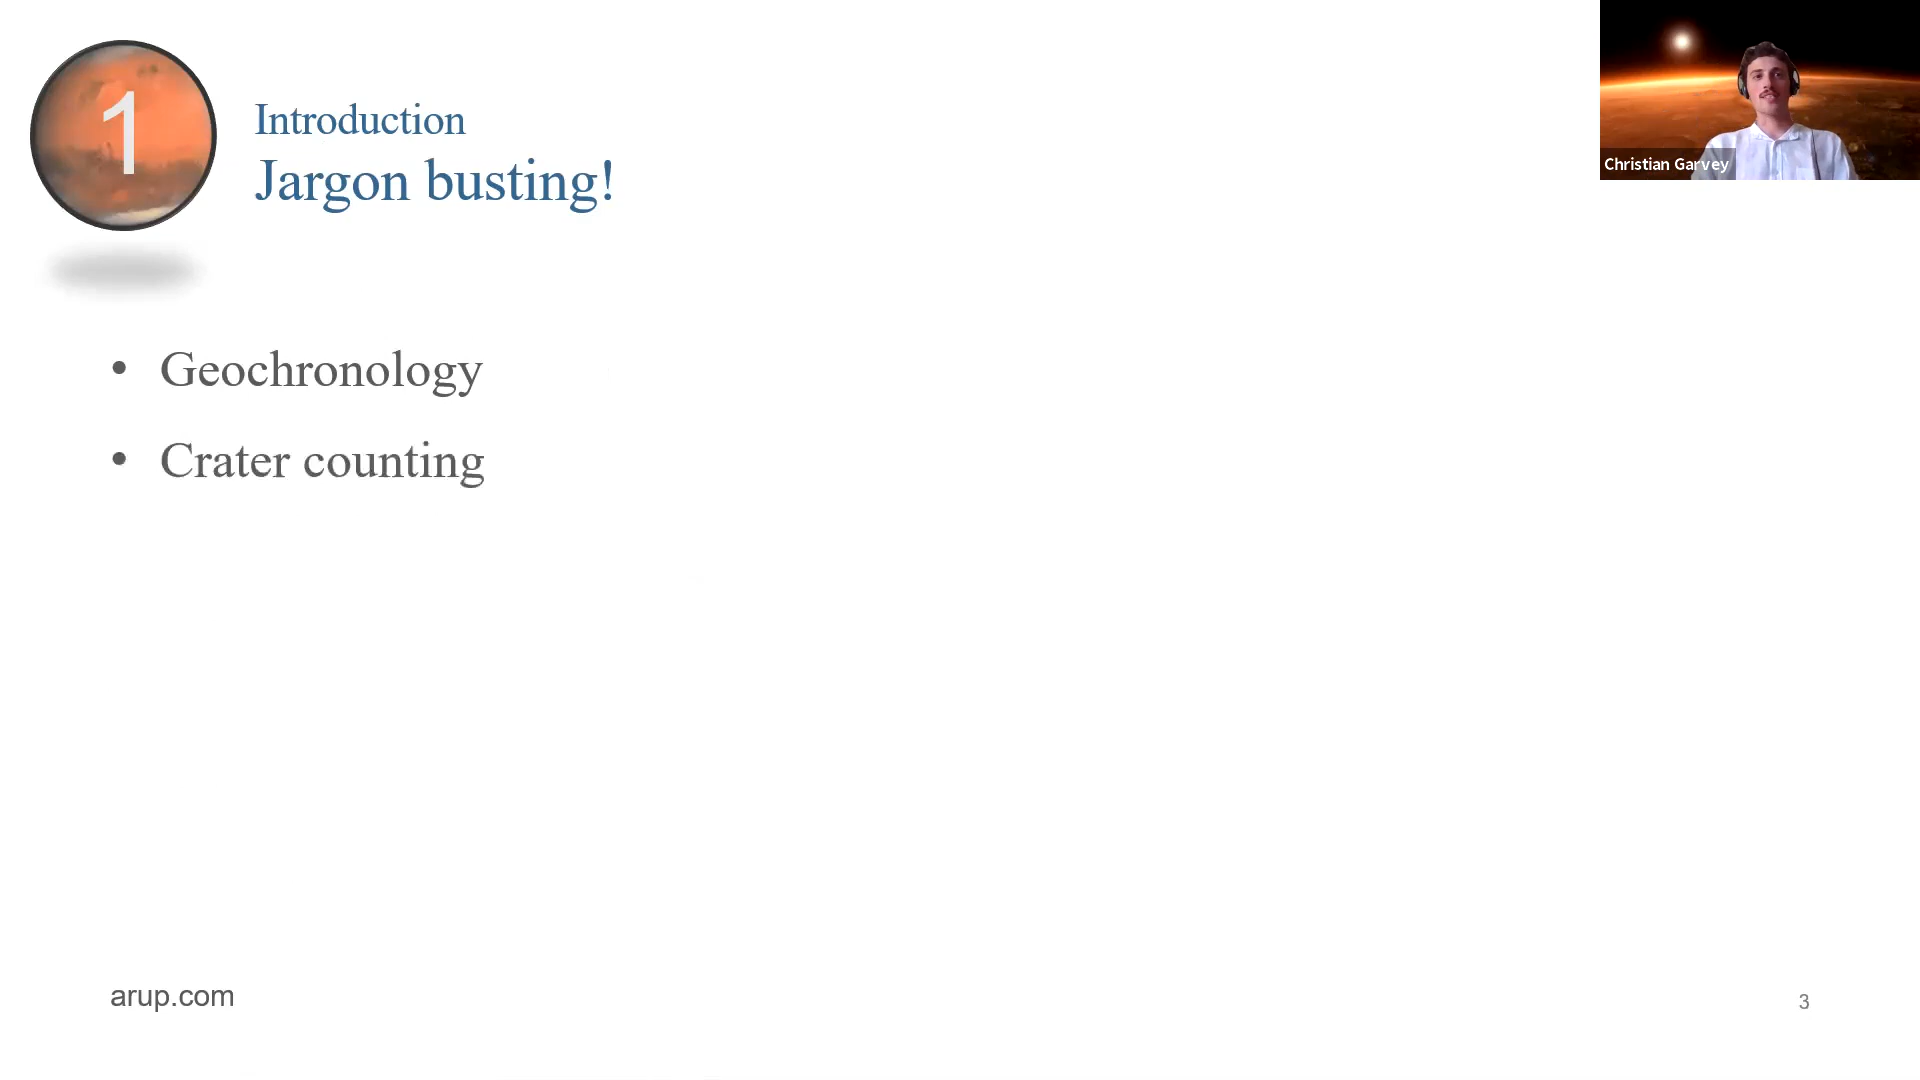 1
Introduction
Jargon busting!
Christian Garvey
• Geochronology
• Crater counting
arup.com
3